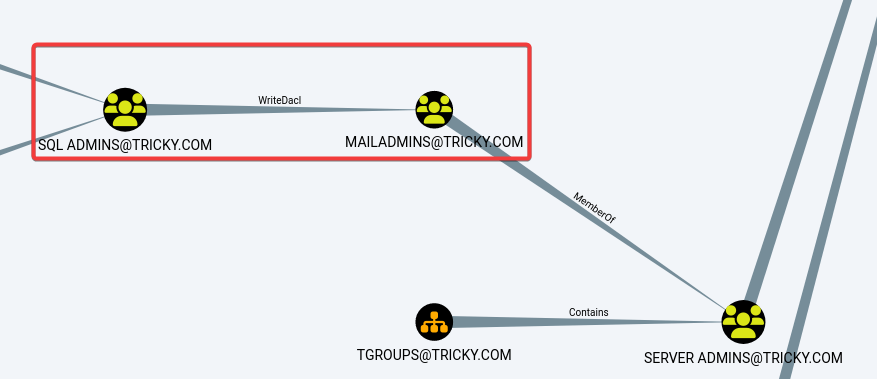 WriteDacl
SQL ADMINS@TRICKY.COM
MAILADMINS@TRICKY.COM
MemberOf
Contains
TGROUPS@TRICKY.COM
SERVER ADMINS@TRICKY.COM